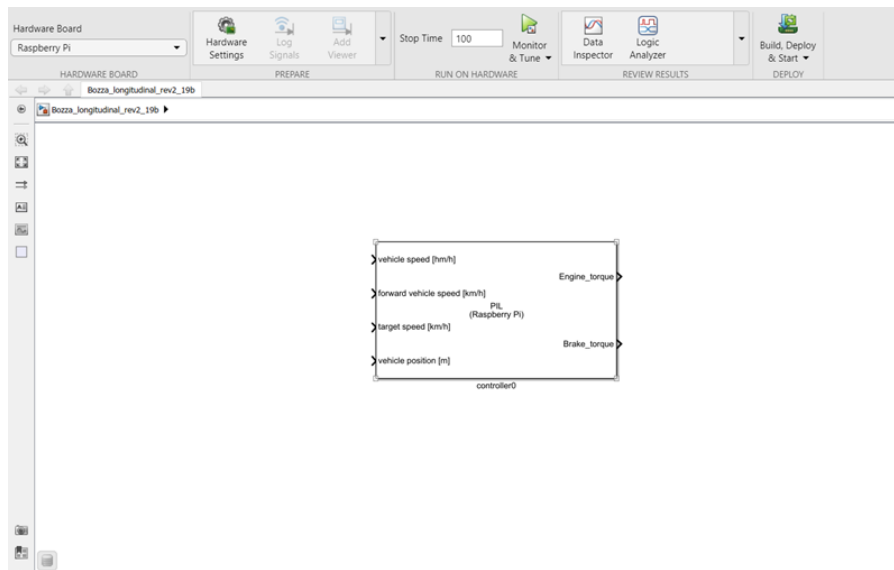 Hardware Board
Raspberry Pi
HARDWARE BOARD
Hardware
Settings
Log
Signals
Add
Viewer
PREPARE
Stop Time 100
Monitor
& Tune
RUN ON HARDWARE
Data
Inspector
Logic
Analyzer
REVIEW RESULTS
Build, Deploy
& Start
DEPLOY
Bozza_longitudinal_rev2_19b
Bozza_longitudinal_rev2_19b
vehicle speed [hm/h]
Engine_torque
forward vehicle speed [km/h]
PIL
(Raspberry Pi)
target speed [km/h]
Brake_torque
vehicle position [m]
controller0